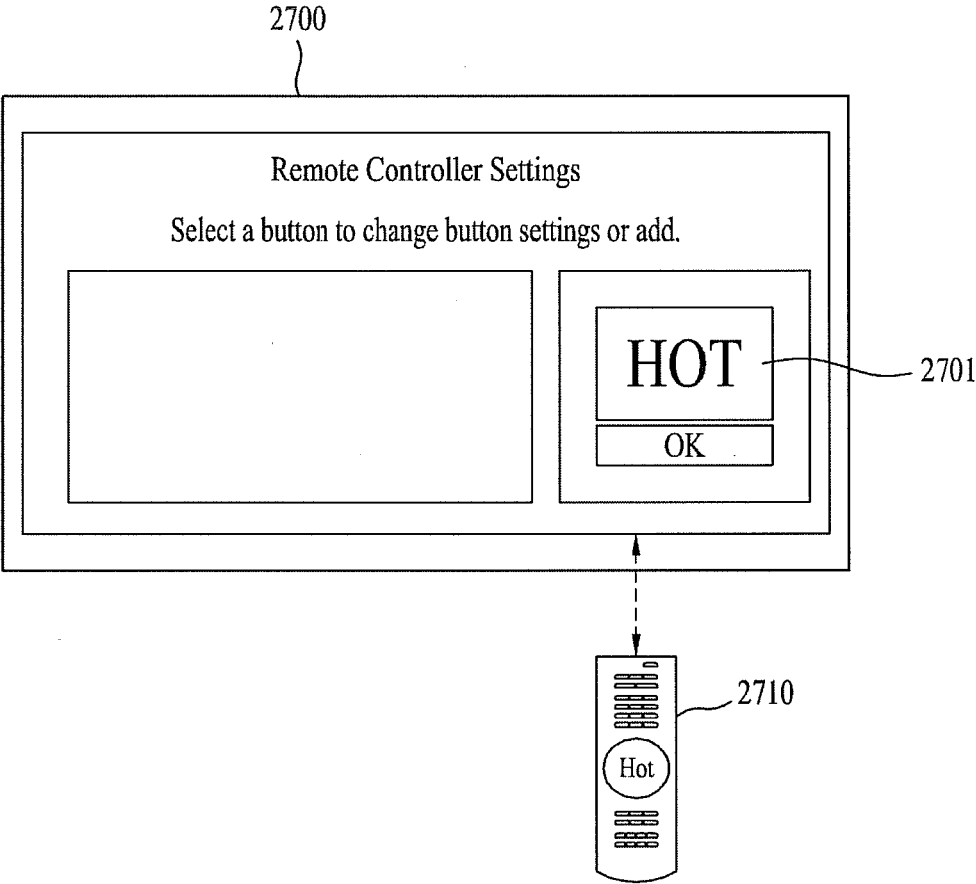 2700
Remote Controller Settings
Select a button to change button settings or add.
HOT
2701
OK
2710
Hot